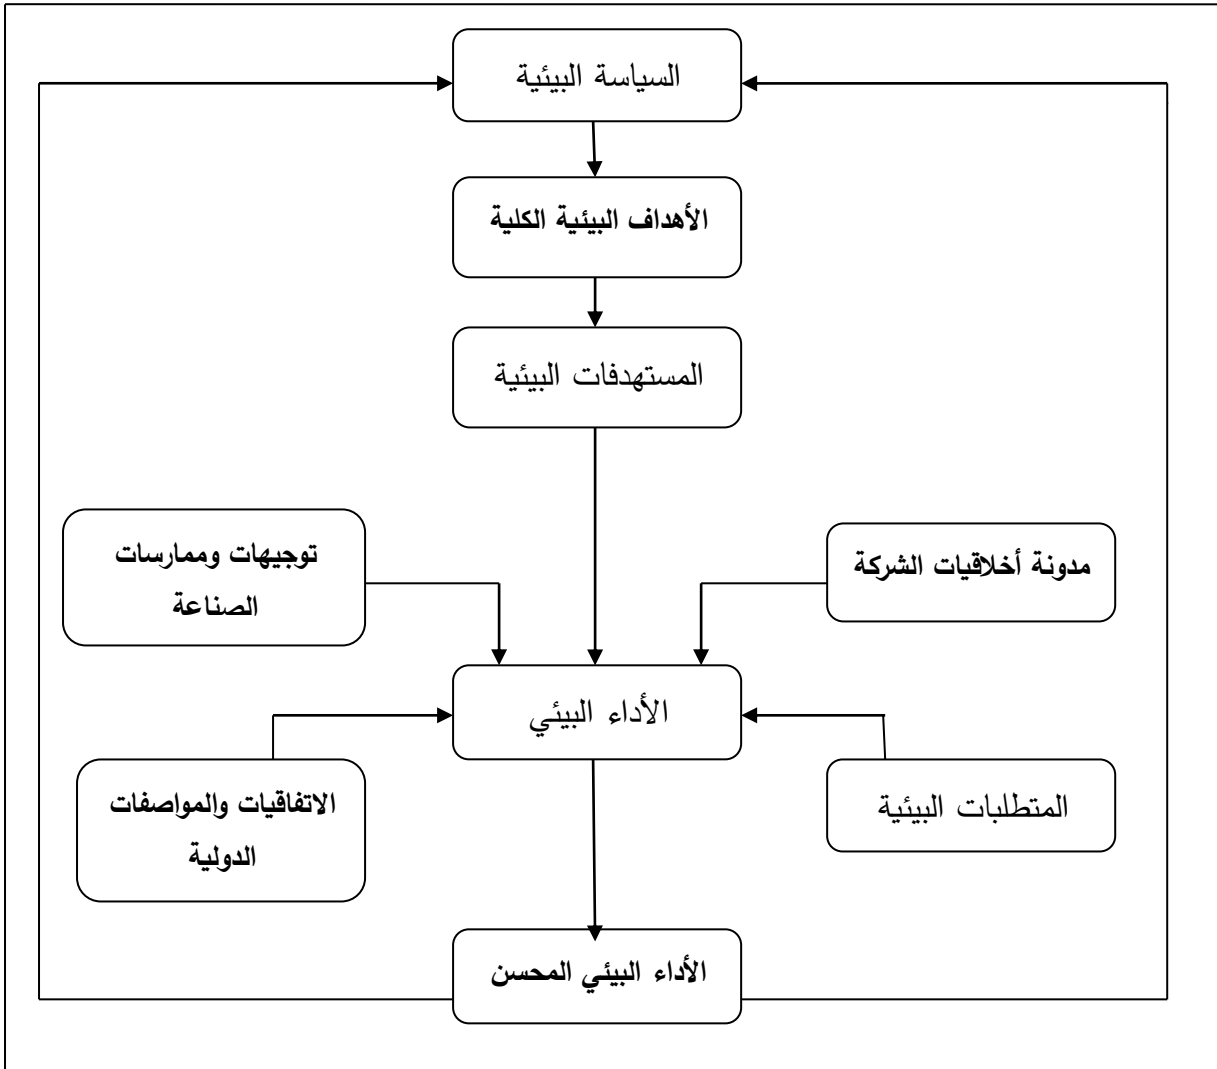 السياسة البيئية
الأهداف البيئية الكلية
المستهدفات البيئية
مدونة أخلاقيات الشركة
توجيهات وممارسات
الصناعة
الأداء البيئي
المتطلبات البيئية
الاتفاقيات والمواصفات
الدولية
الأداء البيئي المحسن